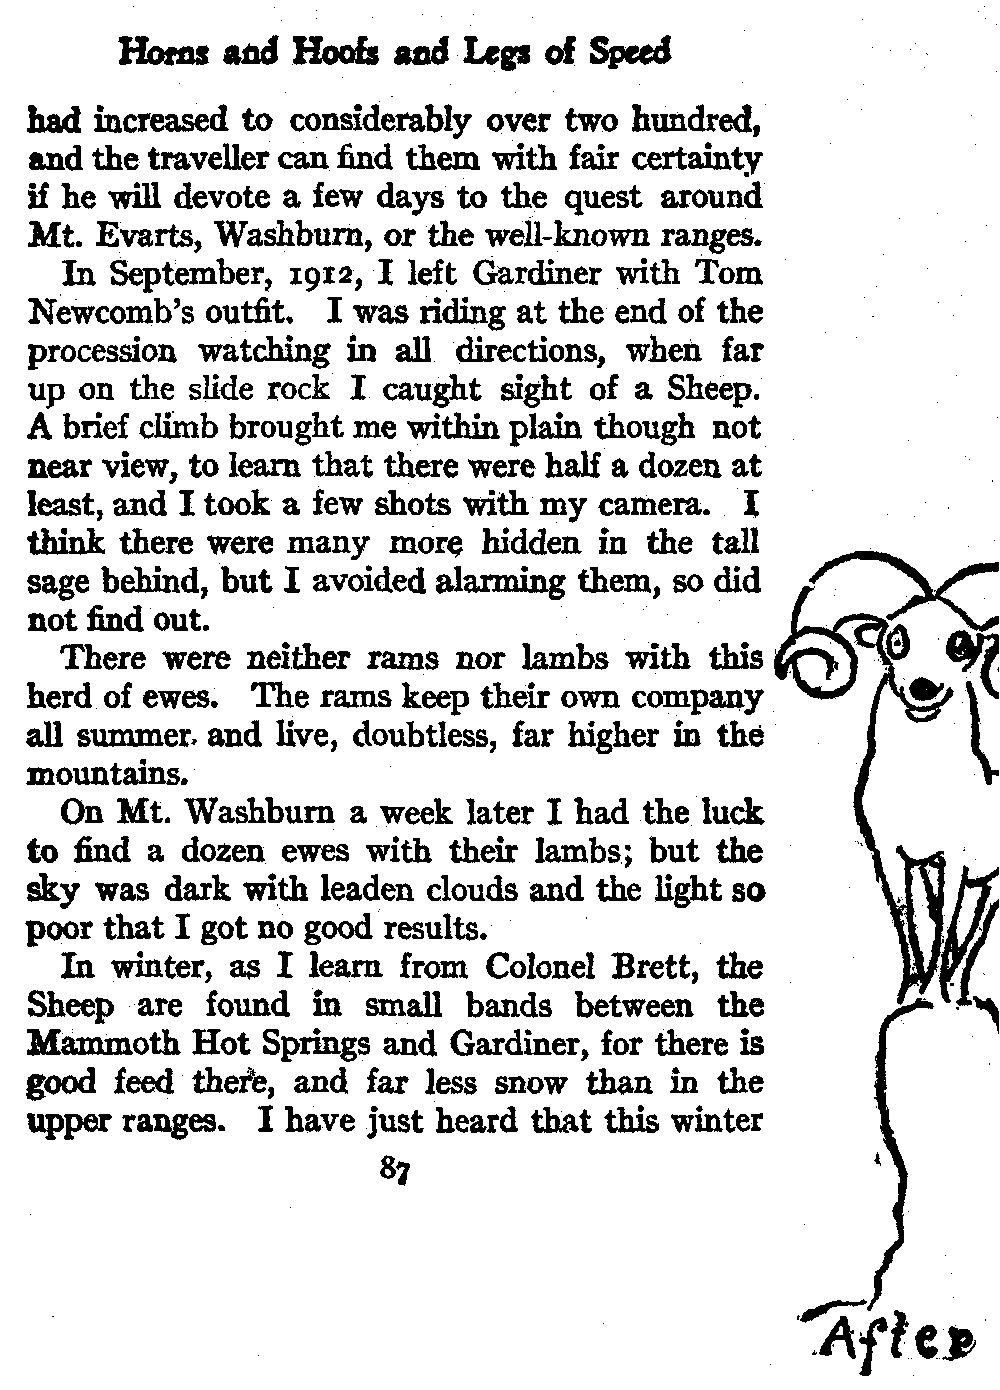 Horns and Hoofs and Legs of Speed
had increased to considerably over two hundred,
and the traveller can find them with fair certainty
if he will devote a few days to the quest around
Mt. Evarts, Washburn, or the well-known ranges.
In September, 1912, I left Gardiner with Tom
Newcomb's outfit. I was riding at the end of the
procession watching in all directions, when far
up on the slide rock I caught sight of a Sheep.
A brief climb brought me within plain though not
near view, to learn that there were half a dozen at
least, and I took a few shots with my camera. I
think there were many more hidden in the tall
sage behind, but I avoided alarming them, so did
not find out.
There were neither rams nor lambs with this
herd of ewes. The rams keep their own company
all summer, and live, doubtless, far higher in the
mountains.
On Mt. Washburn a week later I had the luck
to find a dozen ewes with their lambs; but the
sky was dark with leaden clouds and the light so
poor that I got no good results.
In winter, as I learn from Colonel Brett, the
Sheep are found in small bands between the
Mammoth Hot Springs and Gardiner, for there is
good feed there, and far less snow than in the
upper ranges. I have just heard that this winter
87
After